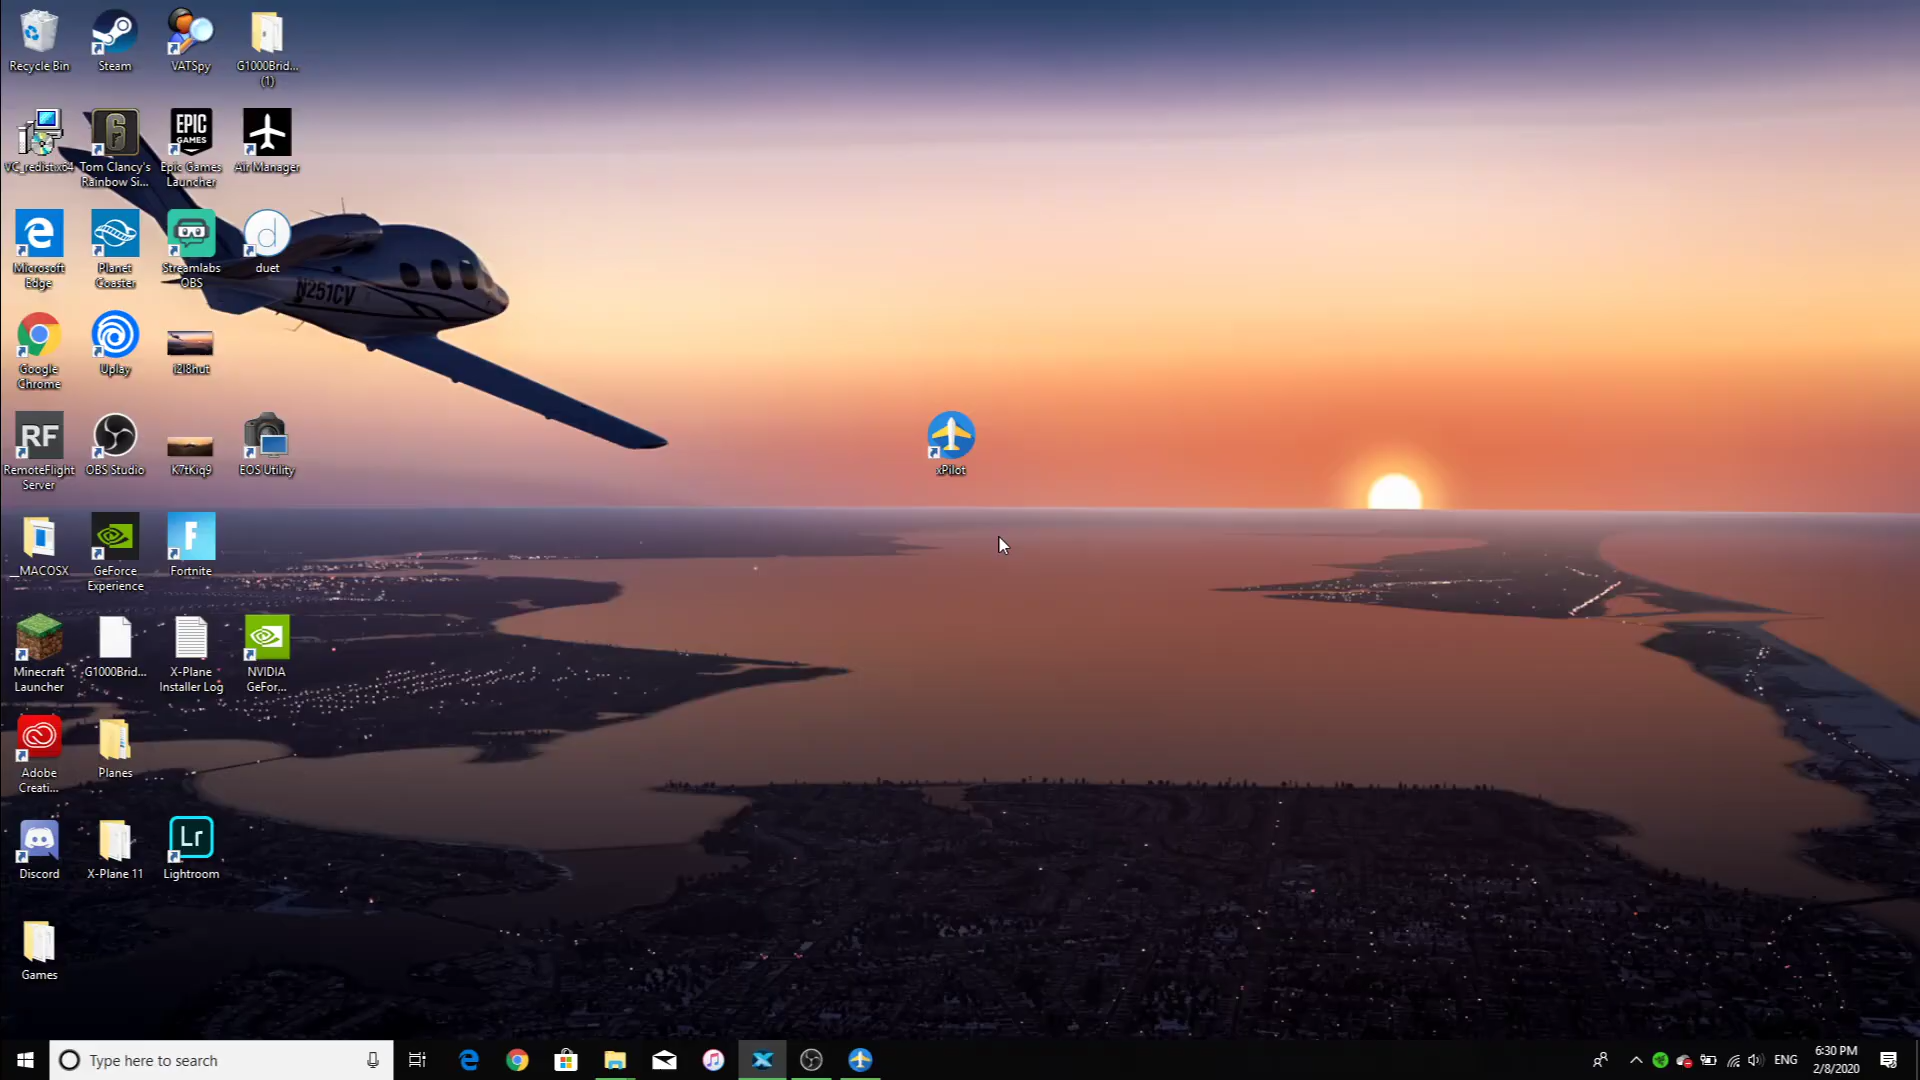 Recycle Bin
Steam
VATSpy
G1000Brid...
(1)
VC_redist.x64
6
Tom Clancy's
Rainbow Si...
EPIC
GAMES
Epic Games
Launcher
Air Manager
Microsoft
Edge
Planet
Coaster
Streamlabs
OBS
d
duet
N251CV
Google
Chrome
Uplay
i2l8hut
RF
RemoteFlight
Server
OBS Studio
K7tKiq9
EOS Utility
xPilot
__MACOSX
GeForce
Experience
F
Fortnite
Minecraft
Launcher
G1000Brid...
X-Plane
Installer Log
NVIDIA
GeFor...
Adobe
Creati...
Planes
Discord
X-Plane 11
Lr
Lightroom
Games
Type here to search
ENG
6:30 PM
2/8/2020